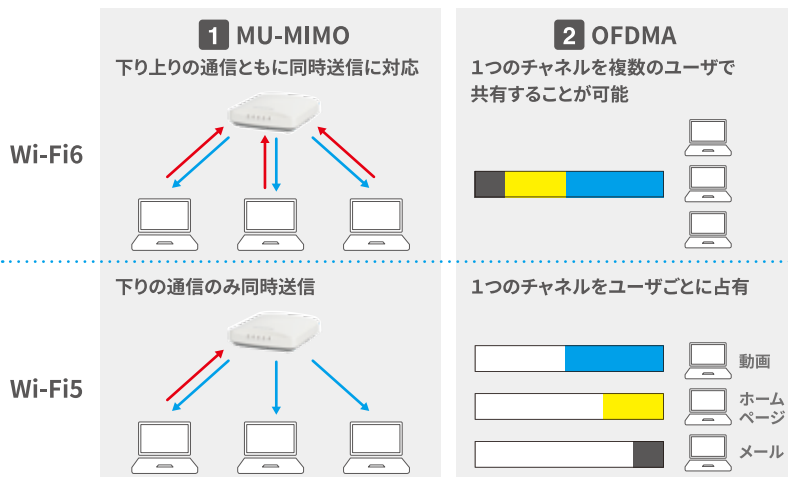 1 MU-MIMO
下り上りの通信ともに同時送信に対応
2 OFDMA
1つのチャネルを複数のユーザで
共有することが可能
Wi-Fi6
下りの通信のみ同時送信
1つのチャネルをユーザごとに占有
Wi-Fi5
動画
ホーム
ページ
メール